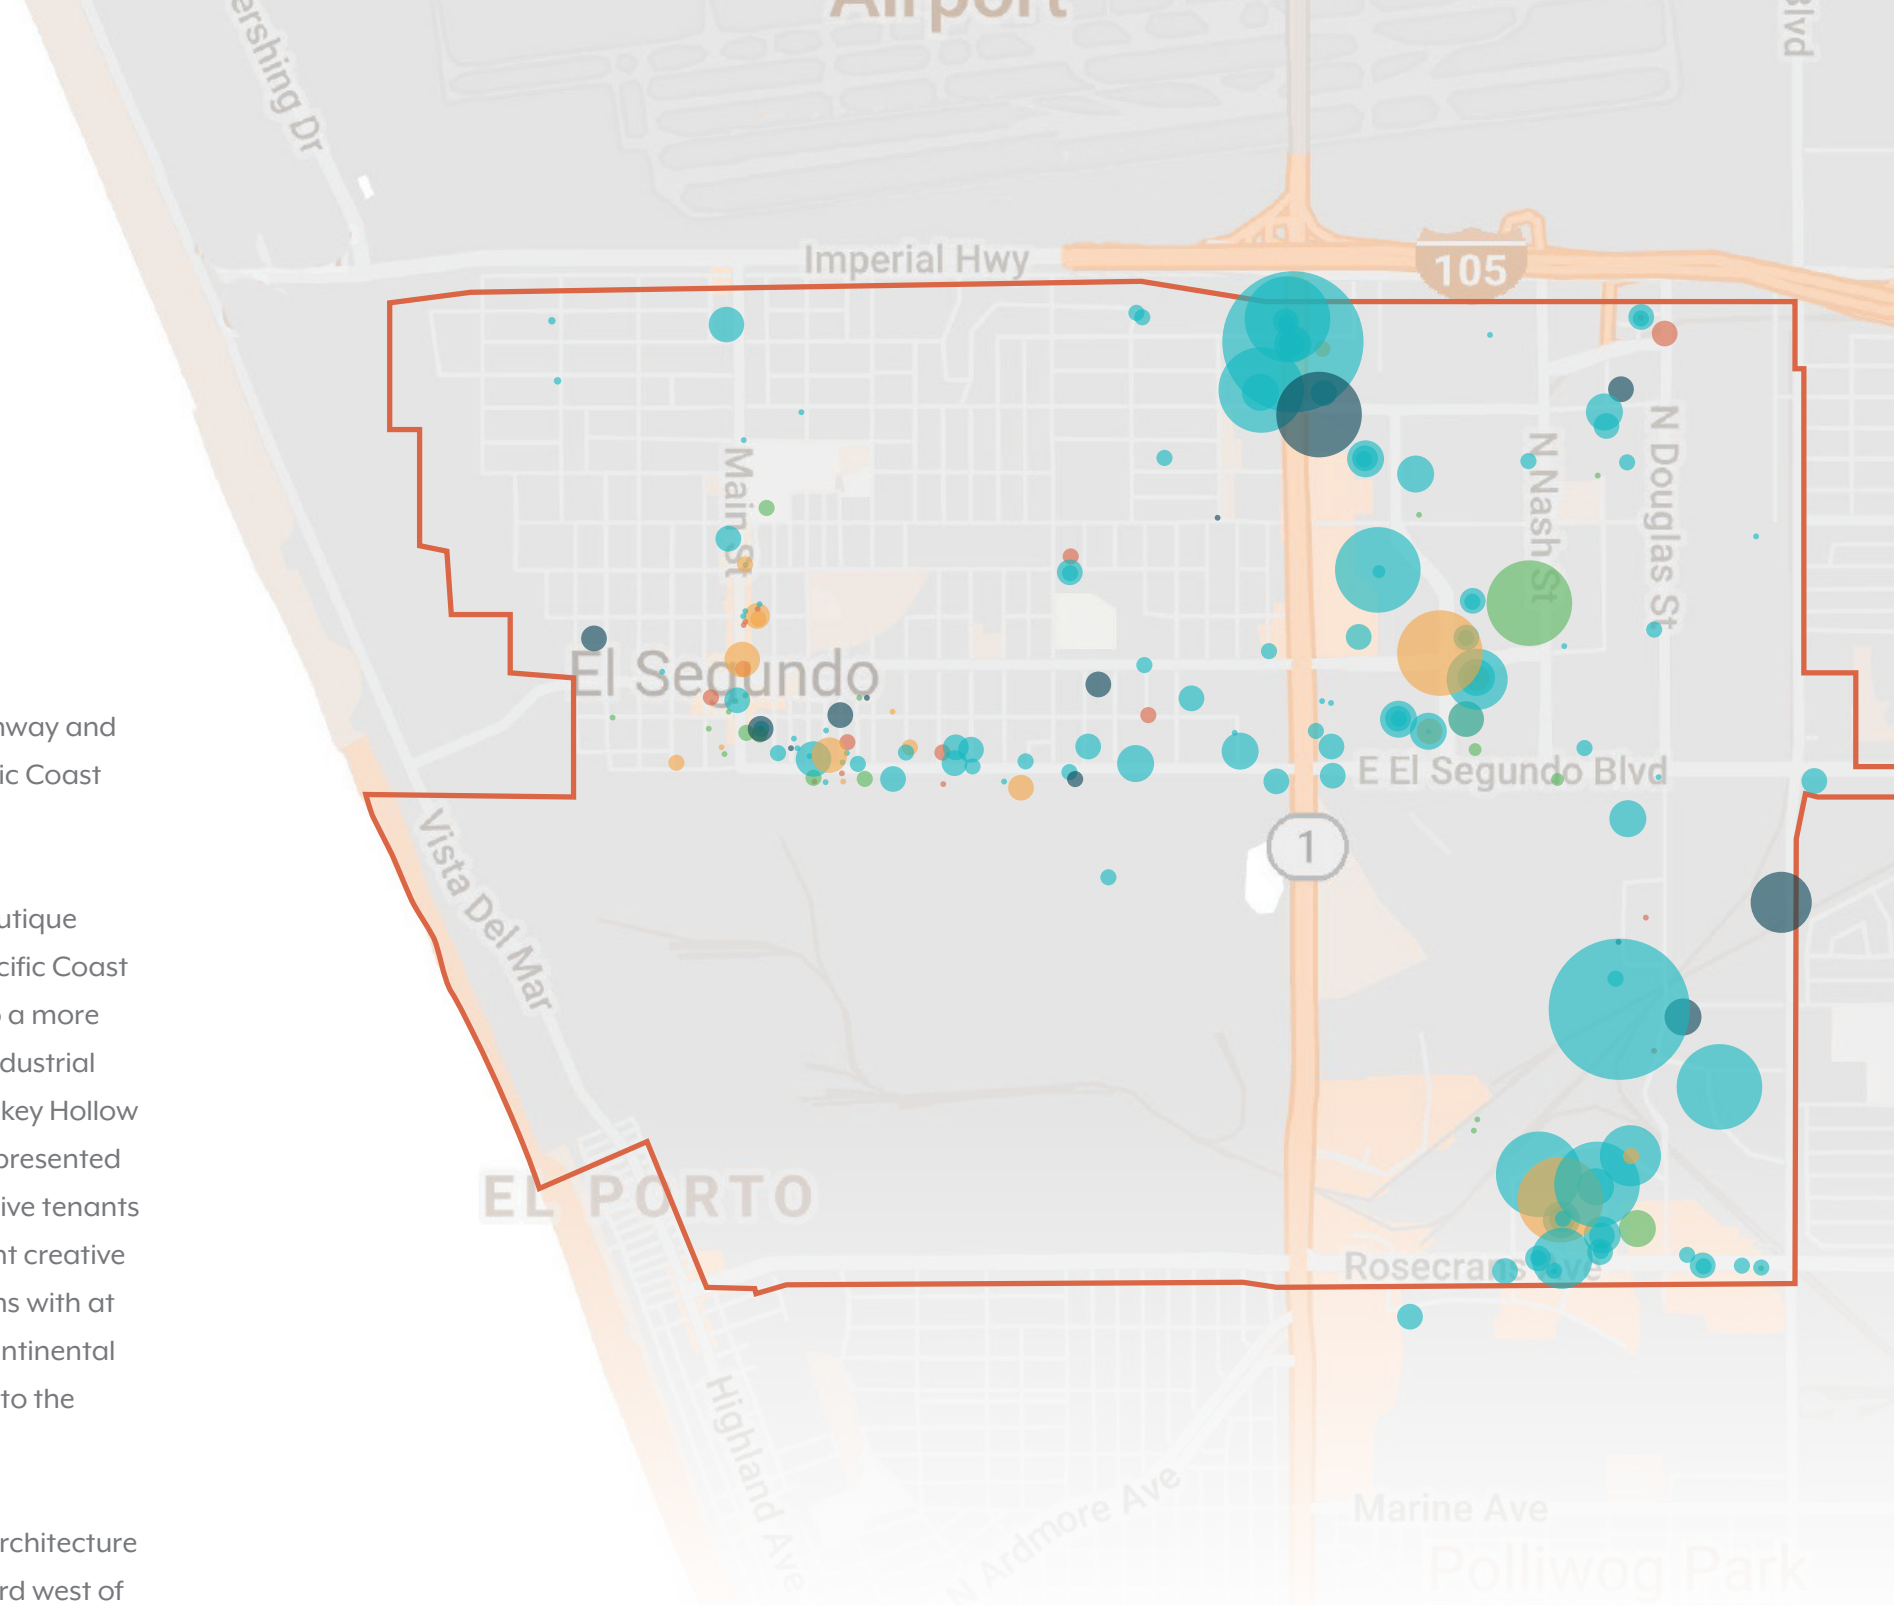 nway and
ic Coast
utique
cific Coast
o a more
dustrial
key Hollow
presented
ive tenants
nt creative
ns with at
ntinental
to the
rchitecture
rd west of
Airport
ershing Dr
Blvd
Imperial Hwy
105
Main St
N Nash St
N Douglas St
El Segundo
E El Segundo Blvd
1
Vista Del Mar
EL PORTO
Rosecrans Ave
Highland Ave
N Ardmore Ave
Marine Ave
Polliwog Park